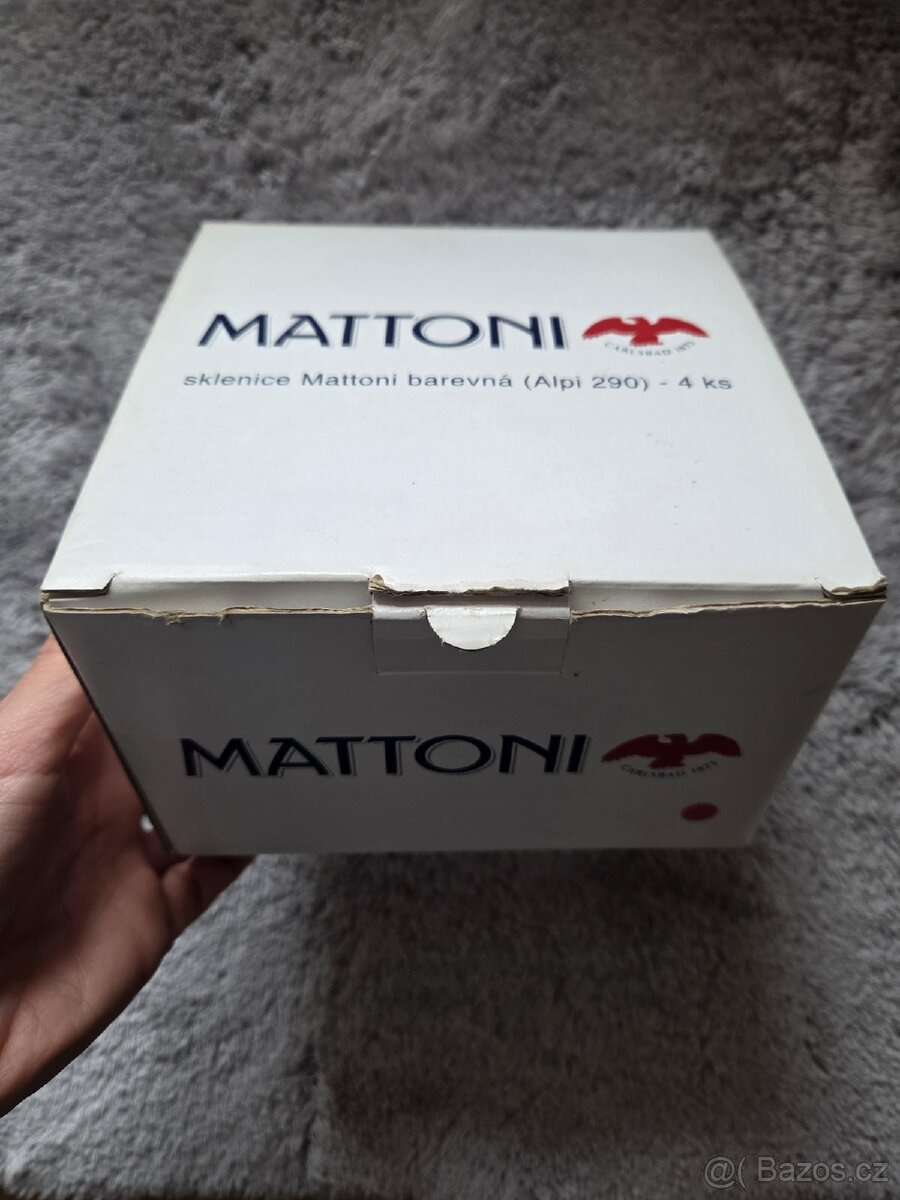 MATTONI
CARLSBAD 1873
sklenice Mattoni barevná (Alpi 290) - 4 ks
MATTONI
CARLSBAD 1873
@( Bazos.cz